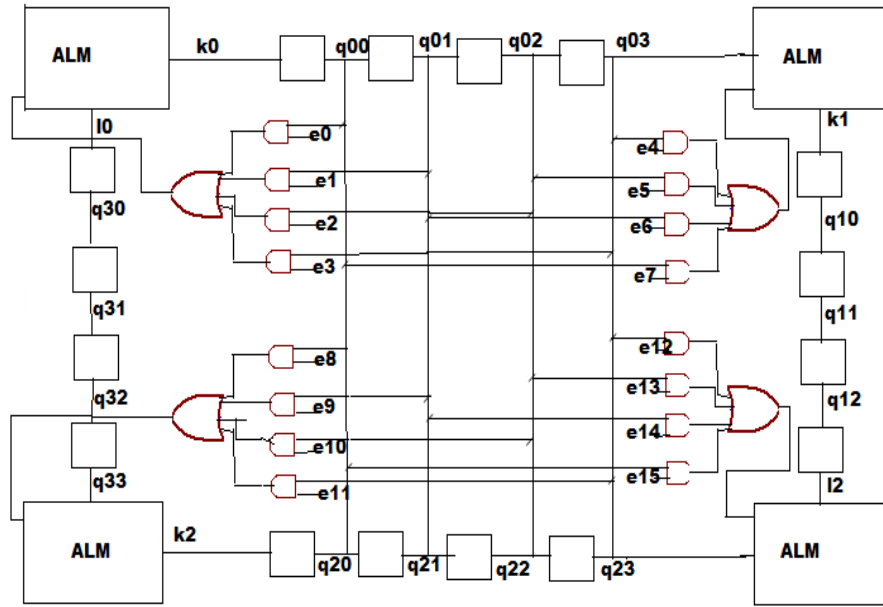 ALM k0 q00 q01 q02 q03 ALM
l0 e0 e4 k1
q30 e1 e5 q10
e2 e6
e3 e7
q31 q11
e8 e12
q32 e9 e13 q12
e10 e14
q33 e11 e15 l2
ALM k2 q20 q21 q22 q23 ALM